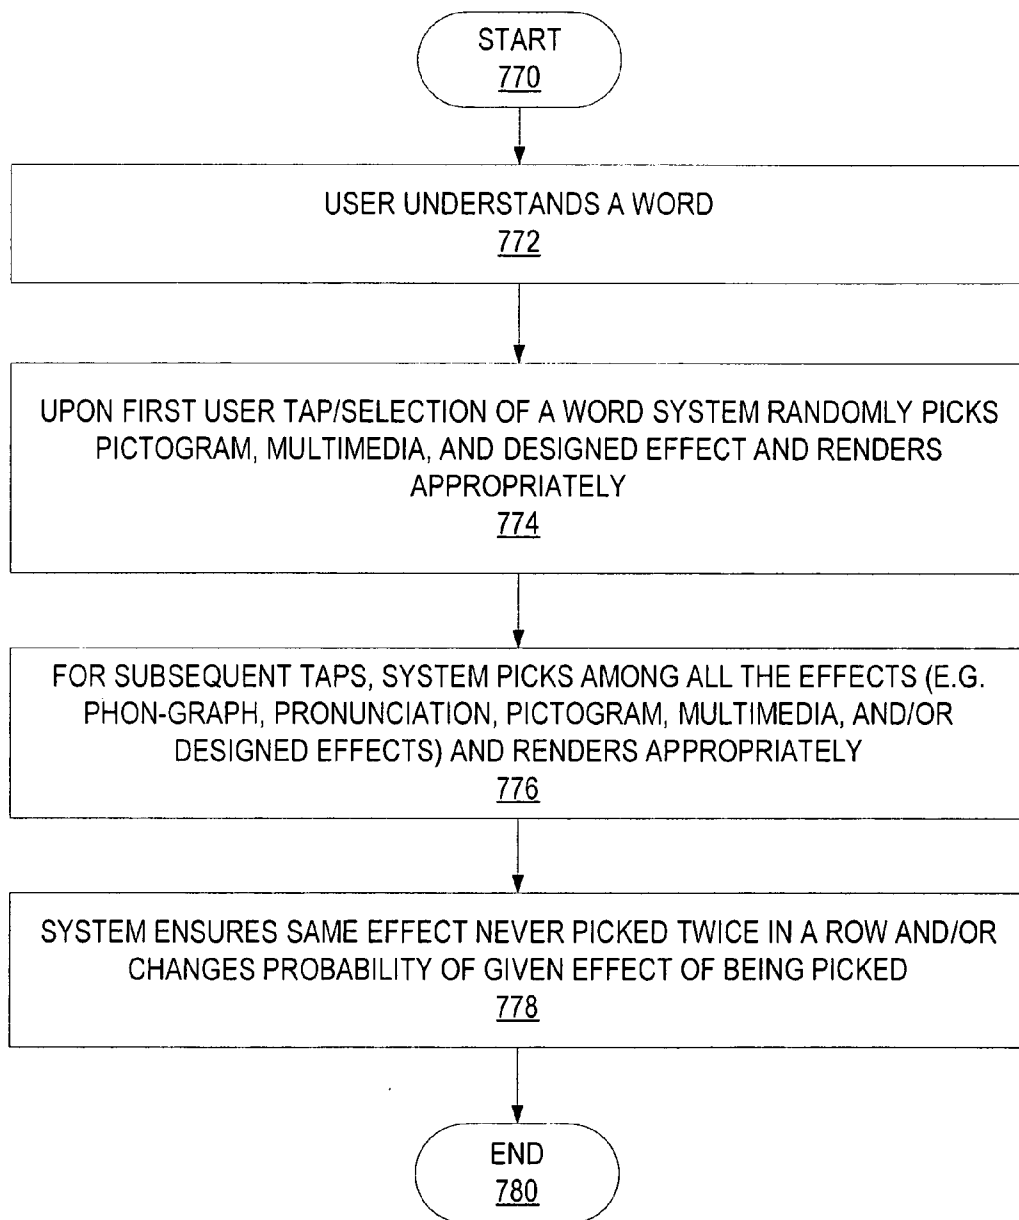 START
770
USER UNDERSTANDS A WORD
772
UPON FIRST USER TAP/SELECTION OF A WORD SYSTEM RANDOMLY PICKS
PICTOGRAM, MULTIMEDIA, AND DESIGNED EFFECT AND RENDERS
APPROPRIATELY
774
FOR SUBSEQUENT TAPS, SYSTEM PICKS AMONG ALL THE EFFECTS (E.G.
PHON-GRAPH, PRONUNCIATION, PICTOGRAM, MULTIMEDIA, AND/OR
DESIGNED EFFECTS) AND RENDERS APPROPRIATELY
776
SYSTEM ENSURES SAME EFFECT NEVER PICKED TWICE IN A ROW AND/OR
CHANGES PROBABILITY OF GIVEN EFFECT OF BEING PICKED
778
END
780